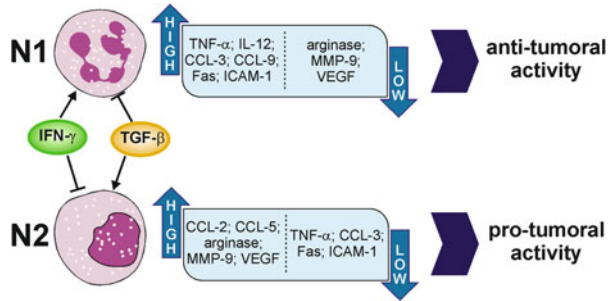 N1
HIGH
TNF-α; IL-12;
CCL-3; CCL-9;
Fas; ICAM-1
arginase;
MMP-9;
VEGF
LOW
anti-tumoral
activity
IFN-γ
TGF-β
N2
HIGH
CCL-2; CCL-5;
arginase;
MMP-9; VEGF
TNF-α; CCL-3;
Fas; ICAM-1
LOW
pro-tumoral
activity